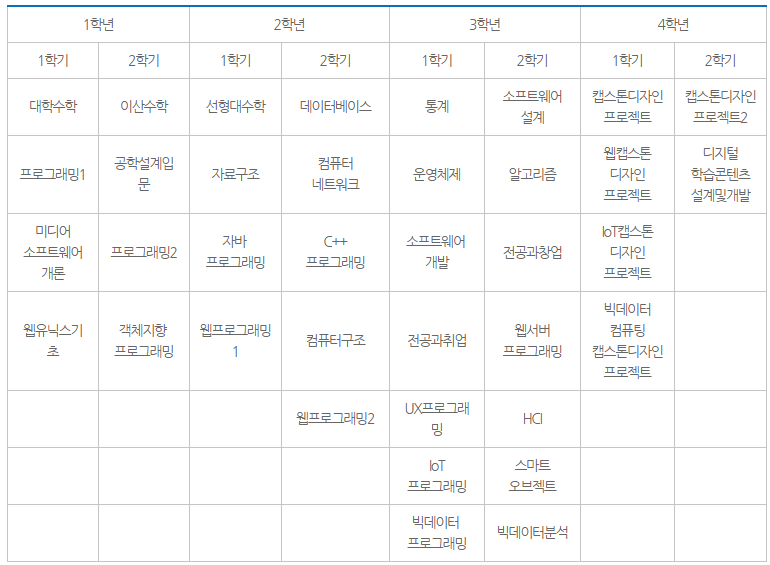 1학년 2학년 3학년 4학년
1학기 2학기 1학기 2학기 1학기 2학기 1학기 2학기
대학수학 이산수학 선형대수학 데이터베이스 통계 소프트웨어 설계 캡스톤디자인 프로젝트 캡스톤디자인 프로젝트2
프로그래밍1 공학설계입문 자료구조 컴퓨터 네트워크 운영체제 알고리즘 웹캡스톤 디자인 프로젝트 디지털 학습콘텐츠 설계및개발
미디어 소프트웨어 개론 프로그래밍2 자바 프로그래밍 C++ 프로그래밍 소프트웨어 개발 전공과창업 IoT캡스톤 디자인 프로젝트
웹유닉스기초 객체지향 프로그래밍 웹프로그래밍1 컴퓨터구조 전공과취업 웹서버 프로그래밍 빅데이터 컴퓨팅 캡스톤디자인 프로젝트
웹프로그래밍2 UX프로그래밍 HCI
IoT 프로그래밍 스마트 오브젝트
빅데이터 프로그래밍 빅데이터분석